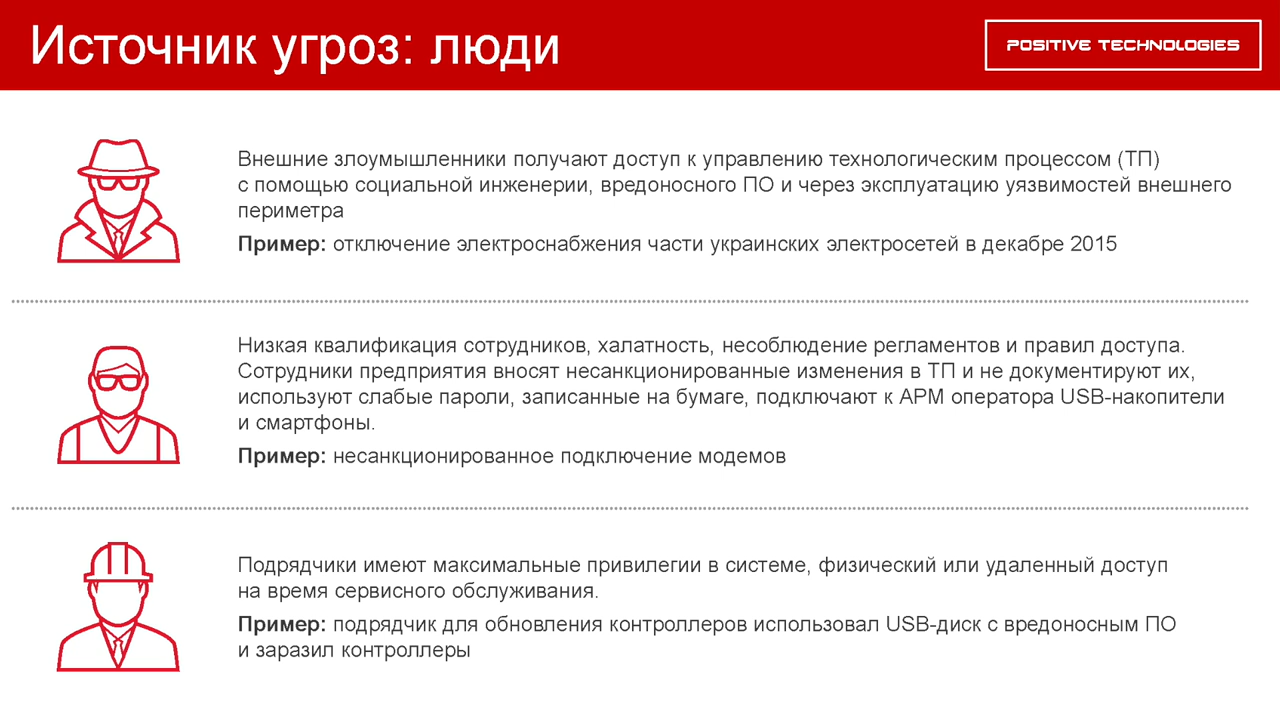 Источник угроз: люди
POSITIVE TECHNOLOGIES
Внешние злоумышленники получают доступ к управлению технологическим процессом (ТП)
с помощью социальной инженерии, вредоносного ПО и через эксплуатацию уязвимостей внешнего
периметра
Пример: отключение электроснабжения части украинских электросетей в декабре 2015
Низкая квалификация сотрудников, халатность, несоблюдение регламентов и правил доступа.
Сотрудники предприятия вносят несанкционированные изменения в ТП и не документируют их,
используют слабые пароли, записанные на бумаге, подключают к АРМ оператора USB-накопители
и смартфоны.
Пример: несанкционированное подключение модемов
Подрядчики имеют максимальные привилегии в системе, физический или удаленный доступ
на время сервисного обслуживания.
Пример: подрядчик для обновления контроллеров использовал USB-диск с вредоносным ПО
и заразил контроллеры